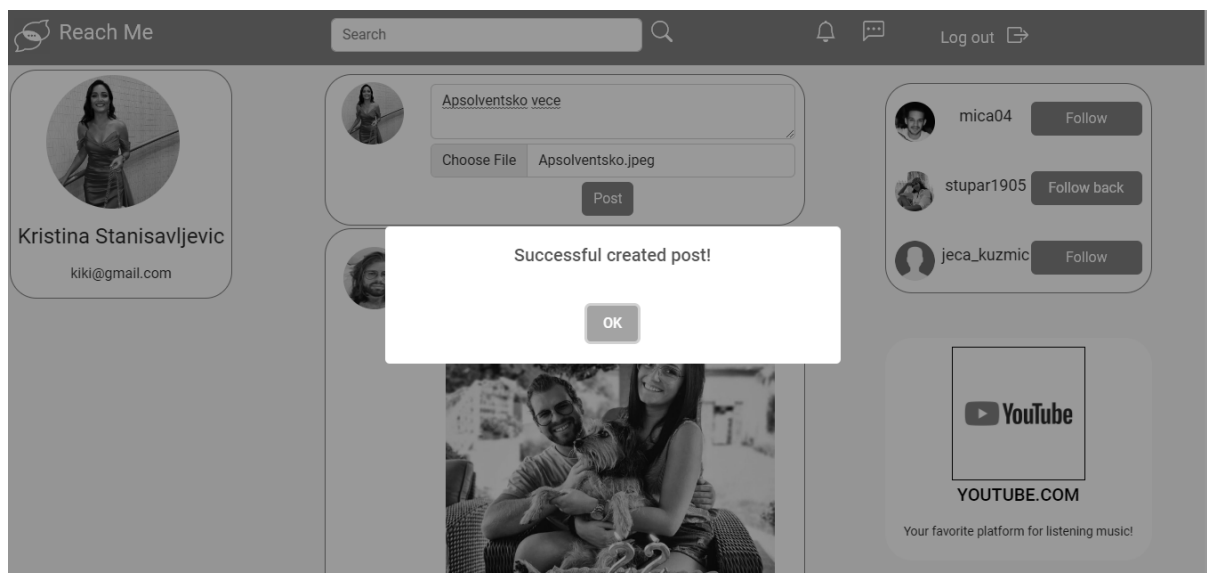 Reach Me
Search
Log out
Kristina Stanisavljevic
kiki@gmail.com
Apsolventsko vece
Choose File Apsolventsko.jpeg
Post
Successful created post!
OK
mica04 Follow
stupar1905 Follow back
jeca_kuzmic Follow
YouTube
YOUTUBE.COM
Your favorite platform for listening music!
22